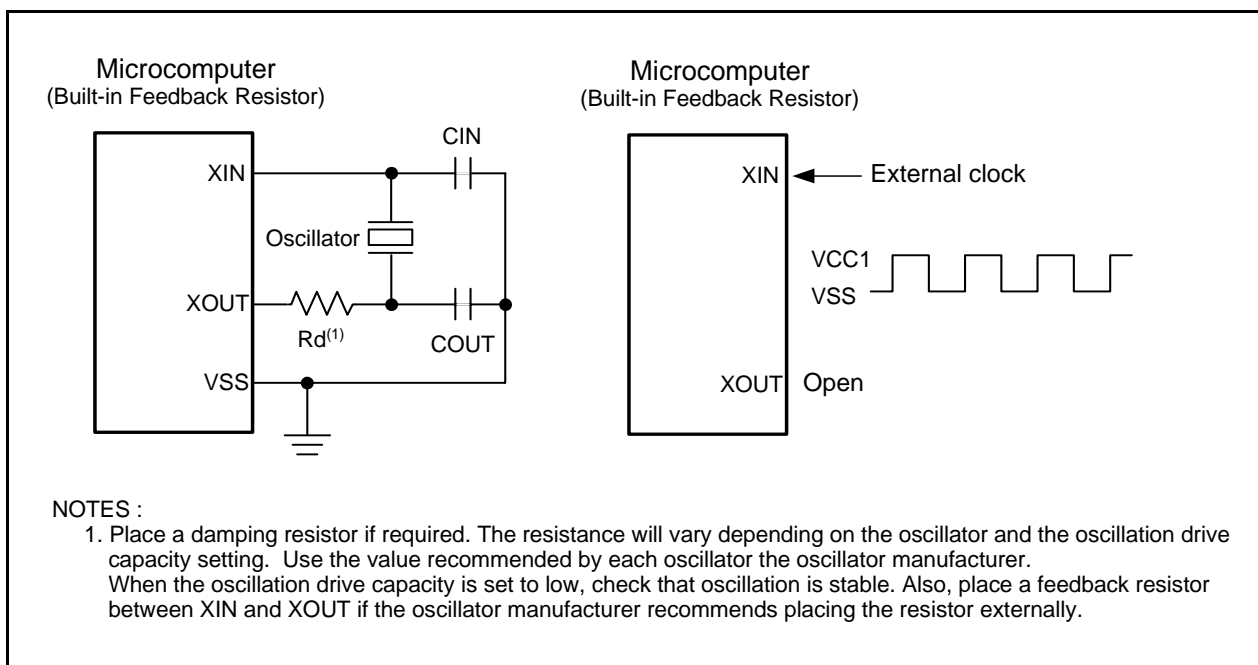 Microcomputer
(Built-in Feedback Resistor)
XIN
CIN
Oscillator
XOUT
Rd(1)
COUT
VSS
Microcomputer
(Built-in Feedback Resistor)
XIN
External clock
VCC1
VSS
XOUT
Open
NOTES :
1. Place a damping resistor if required. The resistance will vary depending on the oscillator and the oscillation drive
capacity setting. Use the value recommended by each oscillator the oscillator manufacturer.
When the oscillation drive capacity is set to low, check that oscillation is stable. Also, place a feedback resistor
between XIN and XOUT if the oscillator manufacturer recommends placing the resistor externally.